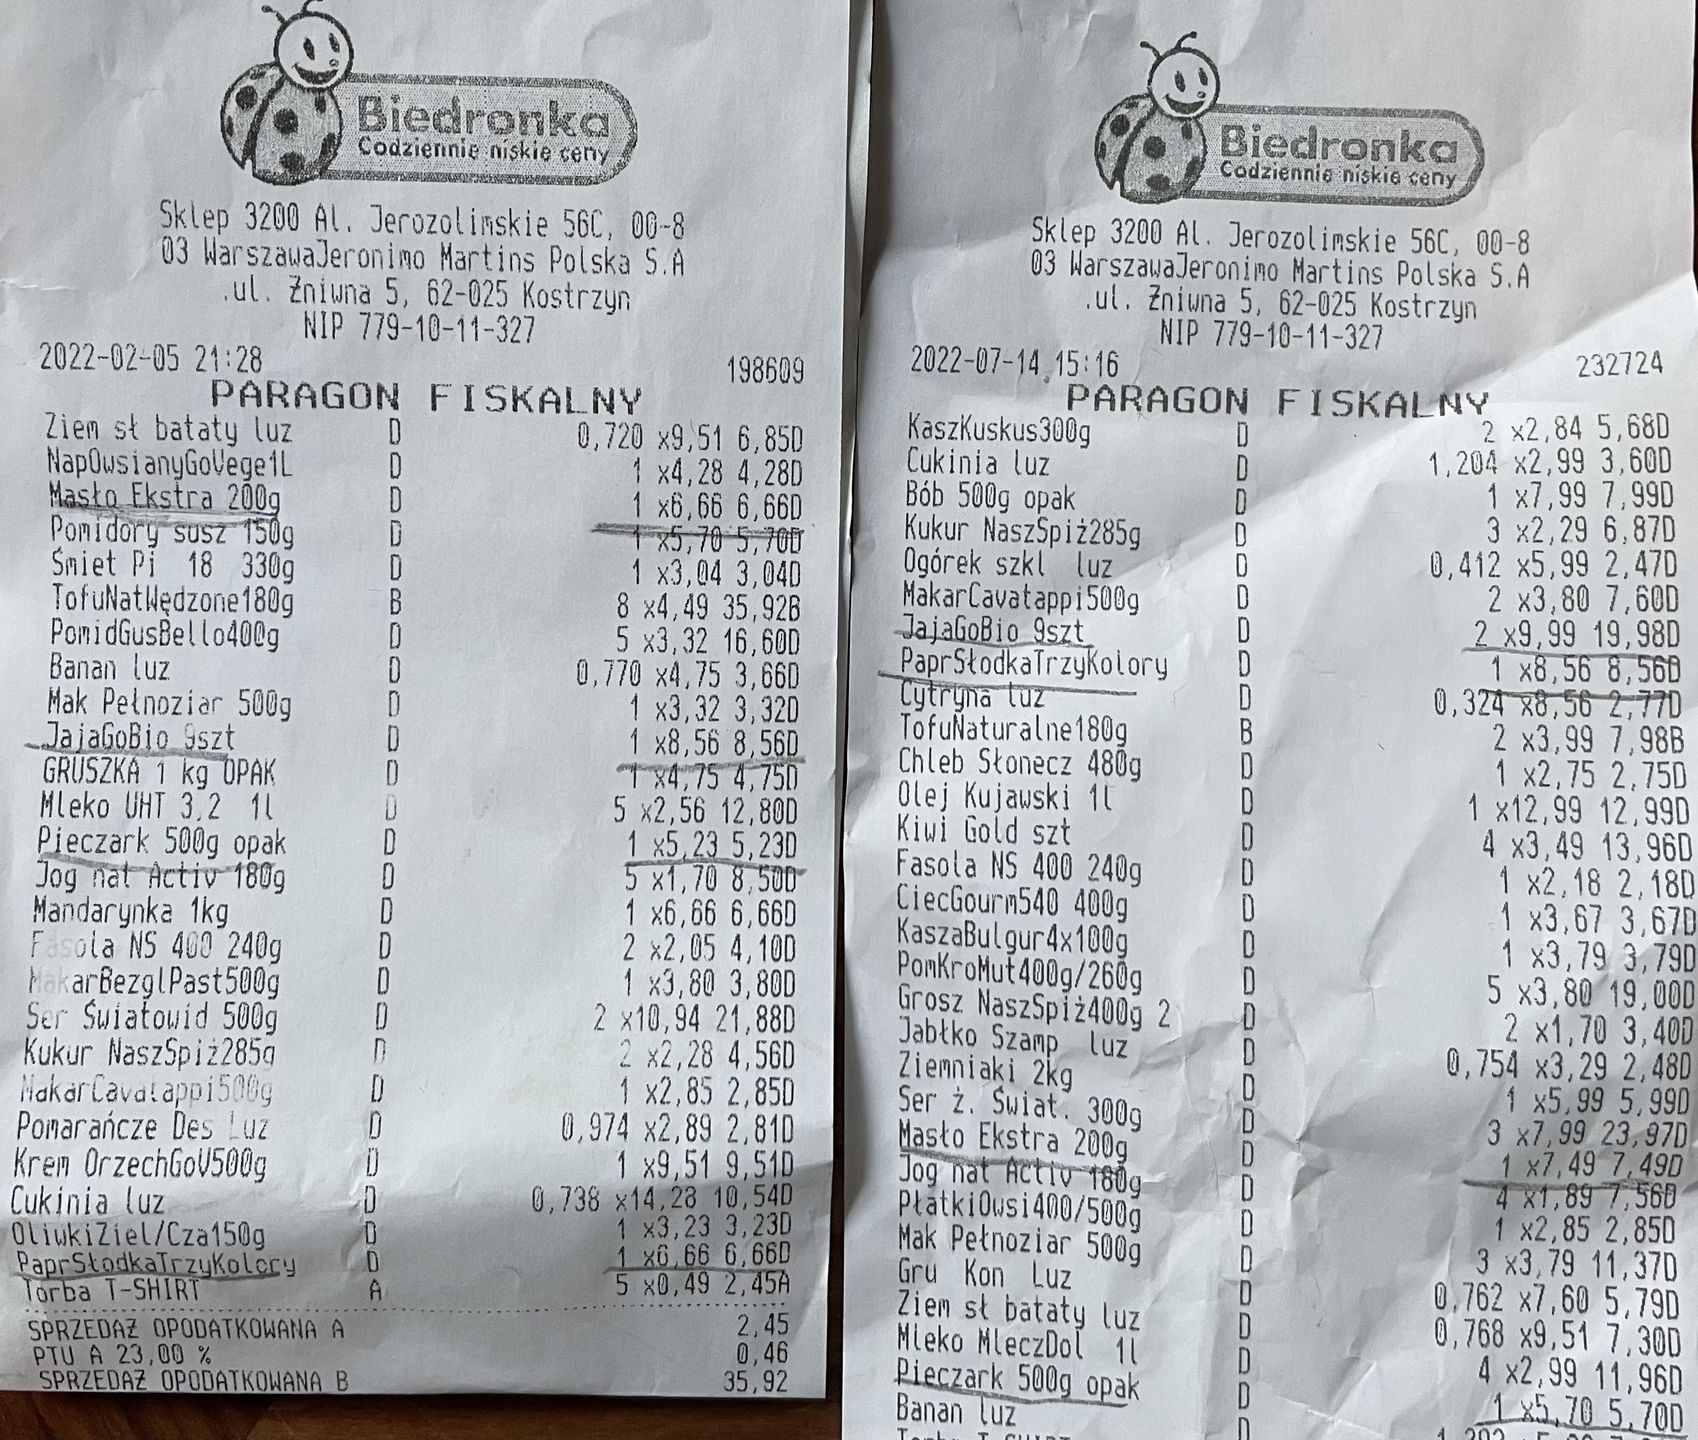 Biedronka
Codziennie niskie ceny
Sklep 3200 Al. Jerozolimskie 56C, 00-8
03 WarszawaJeronimo Martins Polska S.A
.ul. Żniwna 5, 62-025 Kostrzyn
NIP 779-10-11-327
2022-02-05 21:28 198609
PARAGON FISKALNY
Ziem sł bataty luz D 0,720 x9,51 6,85D
NapOwsianyGoVege1L D 1 x4,28 4,28D
Masło Ekstra 200g D 1 x6,66 6,66D
Pomidory susz 150g D 1 x5,70 5,70D
Śmiet Pi 18 330g D 1 x3,04 3,04D
TofuNatWędzone180g B 8 x4,49 35,92B
PomidGusBello400g D 5 x3,32 16,60D
Banan luz D 0,770 x4,75 3,66D
Mak Pełnoziar 500g D 1 x3,32 3,32D
JajaGoBio 9szt D 1 x8,56 8,56D
GRUSZKA 1 kg OPAK D 1 x4,75 4,75D
Mleko UHT 3,2 1l D 5 x2,56 12,80D
Pieczark 500g opak D 1 x5,23 5,23D
Jog nat Activ 180g D 5 x1,70 8,50D
Mandarynka 1kg D 1 x6,66 6,66D
Fasola NS 400 240g D 2 x2,05 4,10D
MakarBezglPast500g D 1 x3,80 3,80D
Ser Światowid 500g D 2 x10,94 21,88D
Kukur NaszSpiż285g D 2 x2,28 4,56D
MakarCavatappi500g D 1 x2,85 2,85D
Pomarańcze Des Luz D 0,974 x2,89 2,81D
Krem OrzechGoV500g D 1 x9,51 9,51D
Cukinia luz D 0,738 x14,28 10,54D
OliwkiZiel/Cza150g D 1 x3,23 3,23D
PaprSłodkaTrzyKolory D 1 x6,66 6,66D
Torba T-SHIRT A 5 x0,49 2,45A
SPRZEDAŻ OPODATKOWANA A 2,45
PTU A 23,00 % 0,46
SPRZEDAŻ OPODATKOWANA B 35,92
Biedronka
Codziennie niskie ceny
Sklep 3200 Al. Jerozolimskie 56C, 00-8
03 WarszawaJeronimo Martins Polska S.A
.ul. Żniwna 5, 62-025 Kostrzyn
NIP 779-10-11-327
2022-07-14 15:16 232724
PARAGON FISKALNY
KaszKuskus300g D 2 x2,84 5,68D
Cukinia luz D 1,204 x2,99 3,60D
Bób 500g opak D 1 x7,99 7,99D
Kukur NaszSpiż285g D 3 x2,29 6,87D
Ogórek szkl luz D 0,412 x5,99 2,47D
MakarCavatappi500g D 2 x3,80 7,60D
JajaGoBio 9szt D 2 x9,99 19,98D
PaprSłodkaTrzyKolory D 1 x8,56 8,56D
Cytryna luz D 0,324 x8,56 2,77D
TofuNaturalne180g B 2 x3,99 7,98B
Chleb Słonecz 480g D 1 x2,75 2,75D
Olej Kujawski 1l D 1 x12,99 12,99D
Kiwi Gold szt D 4 x3,49 13,96D
Fasola NS 400 240g D 1 x2,18 2,18D
CiecGourm540 400g D 1 x3,67 3,67D
KaszaBulgur4x100g D 1 x3,79 3,79D
PomKroMut400g/260g D 5 x3,80 19,00D
Grosz NaszSpiż400g 2 D 2 x1,70 3,40D
Jabłko Szamp luz D 0,754 x3,29 2,48D
Ziemniaki 2kg D 1 x5,99 5,99D
Ser ż. Świat. 300g D 3 x7,99 23,97D
Masło Ekstra 200g D 1 x7,49 7,49D
Jog nat Activ 180g D 4 x1,89 7,56D
PłatkiOwsi400/500g D 1 x2,85 2,85D
Mak Pełnoziar 500g D 3 x3,79 11,37D
Gru Kon Luz D 0,762 x7,60 5,79D
Ziem sł bataty luz D 0,768 x9,51 7,30D
Mleko MleczDol 1l D 4 x2,99 11,96D
Pieczark 500g opak D 1 x5,70 5,70D
Banan luz D